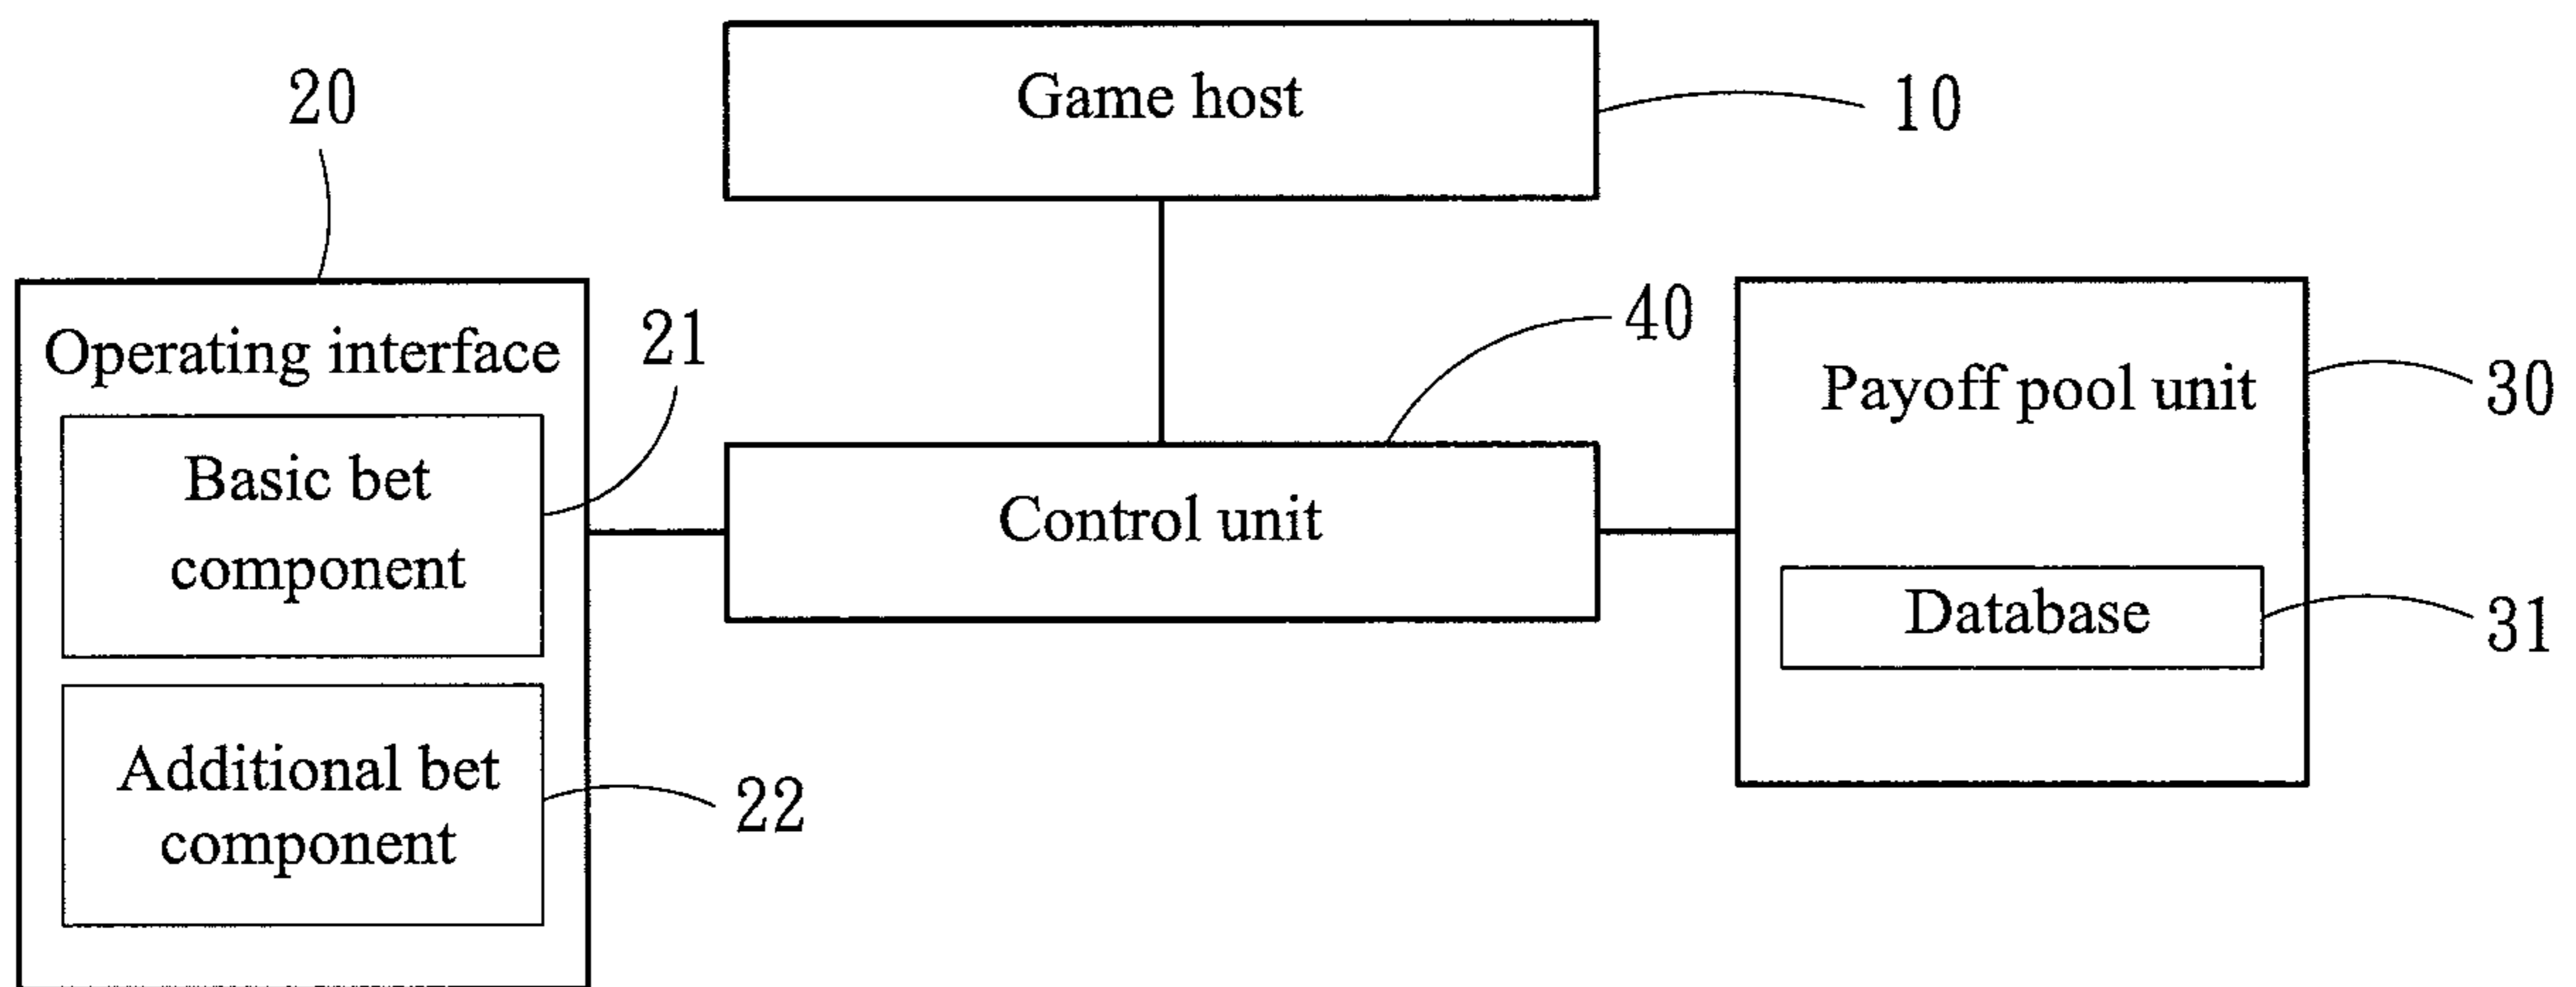 Game host
10
20
Operating interface
21
Basic bet
component
Additional bet
component
22
40
Control unit
Payoff pool unit
30
Database
31